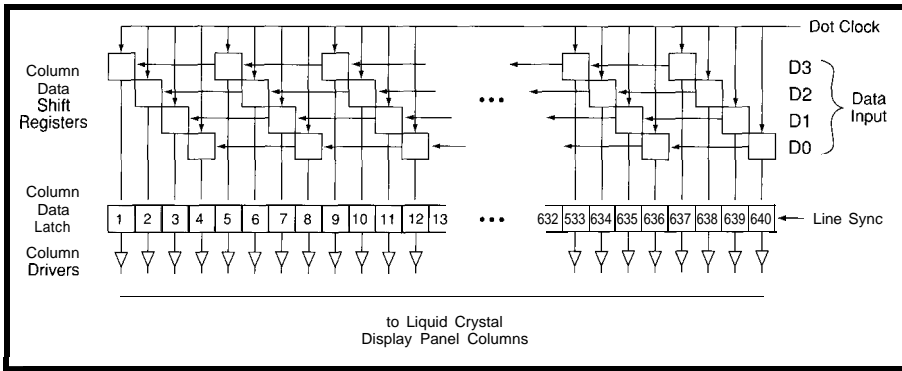 Dot Clock
Column
Data
Shift
Registers
D3
D2
D1
D0
Data
Input
• • •
Column
Data
Latch
1 2 3 4 5 6 7 8 9 10 11 12 13 • • • 632 533 634 635 636 637 638 639 640
Line Sync
Column
Drivers
to Liquid Crystal
Display Panel Columns